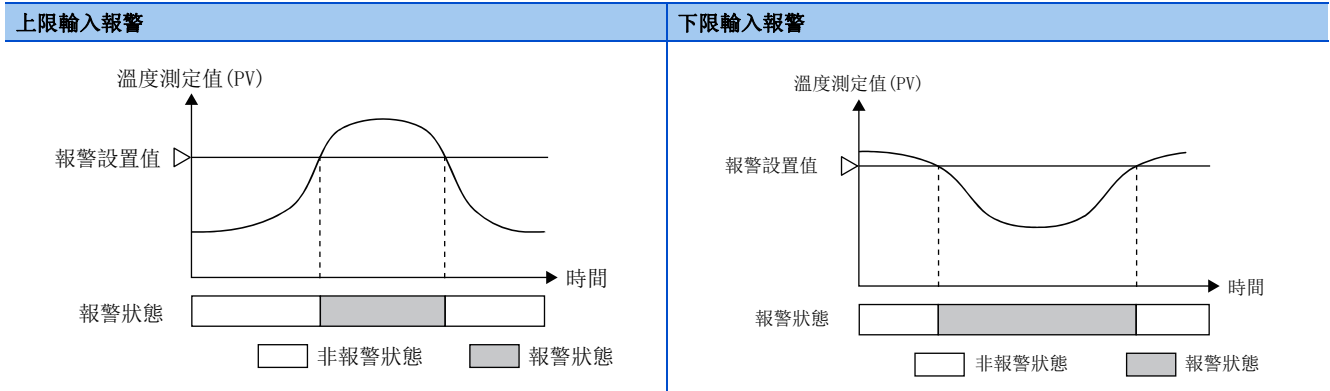 上限輸入報警
下限輸入報警
溫度測定值(PV)
報警設置值
時間
報警狀態
非報警狀態
報警狀態
溫度測定值(PV)
報警設置值
時間
報警狀態
非報警狀態
報警狀態